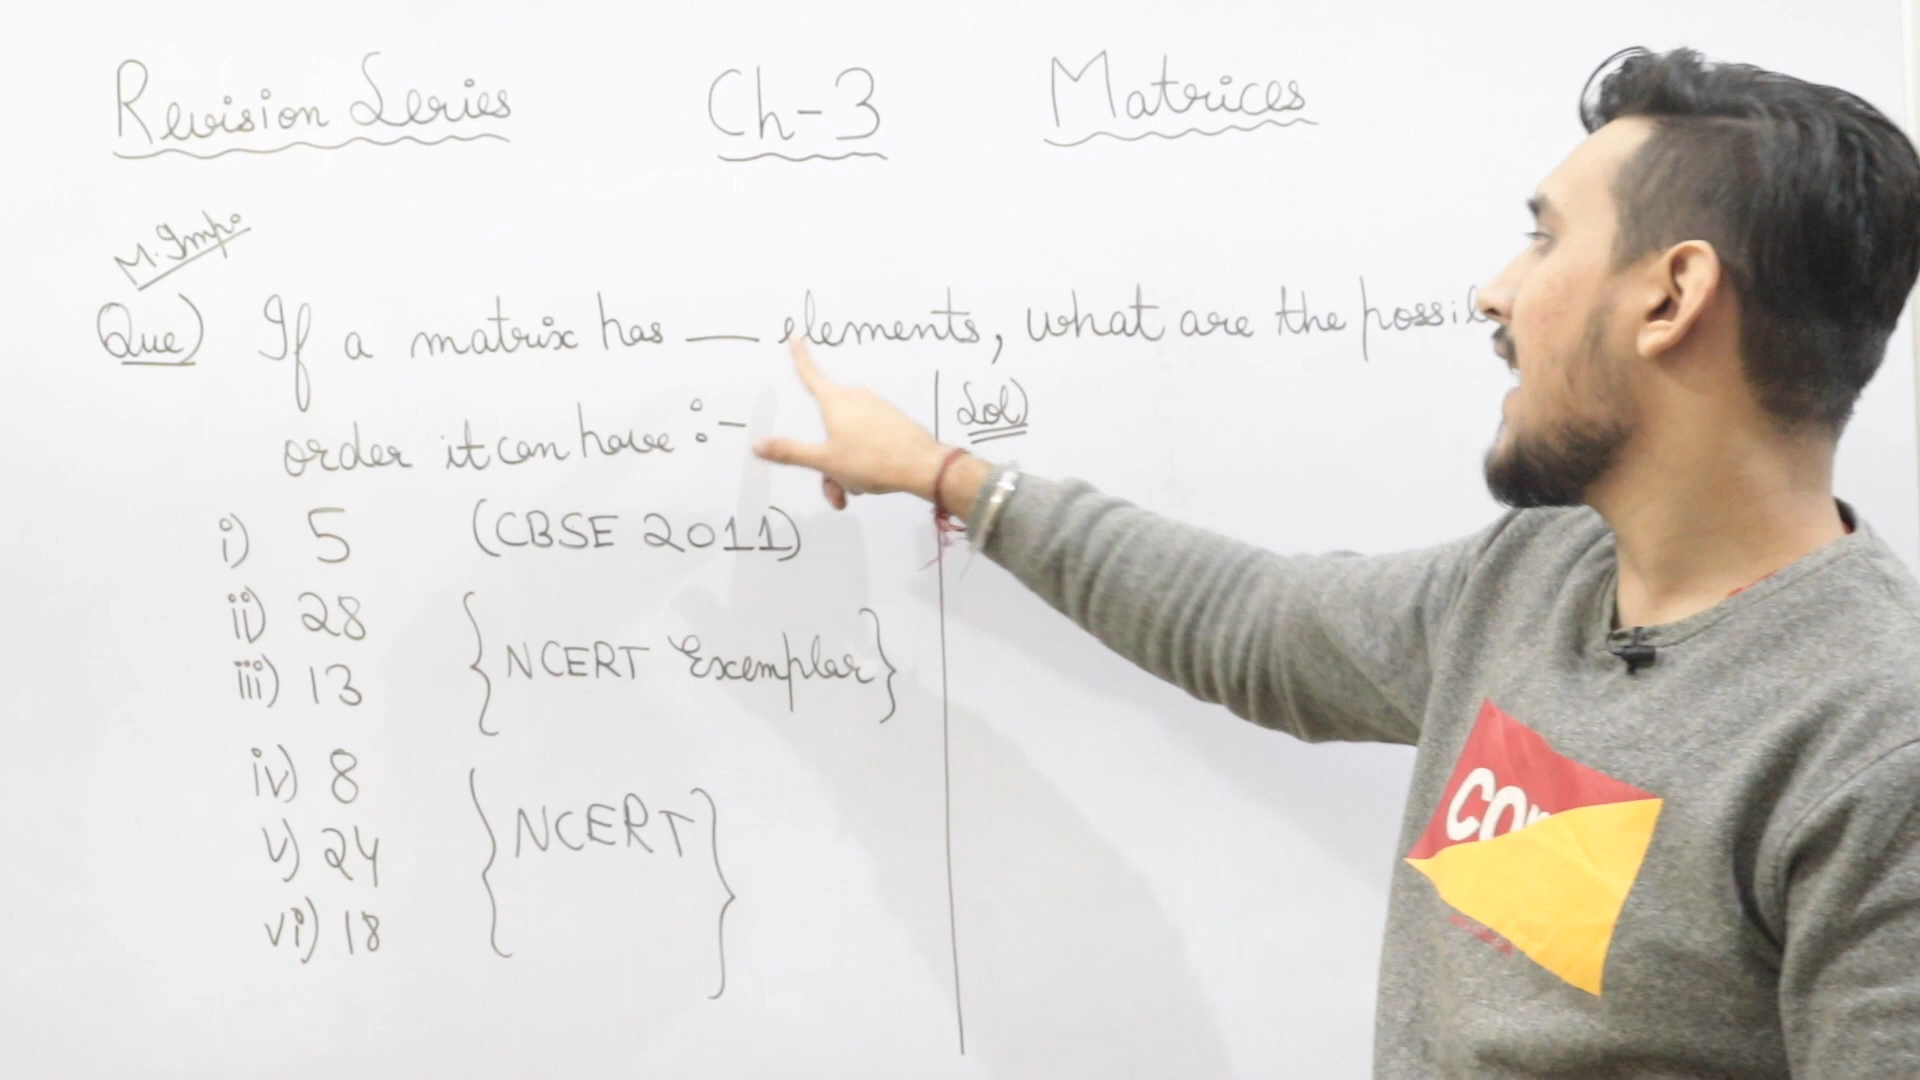 Revision Series Ch-3 Matrices
M. Imp.
Que) If a matrix has __ elements, what are the possi
order it can have :-
Sol)
i) 5 (CBSE 2011)
ii) 28
iii) 13
{NCERT Exemplar}
iv) 8
v) 24
vi) 18
{NCERT}